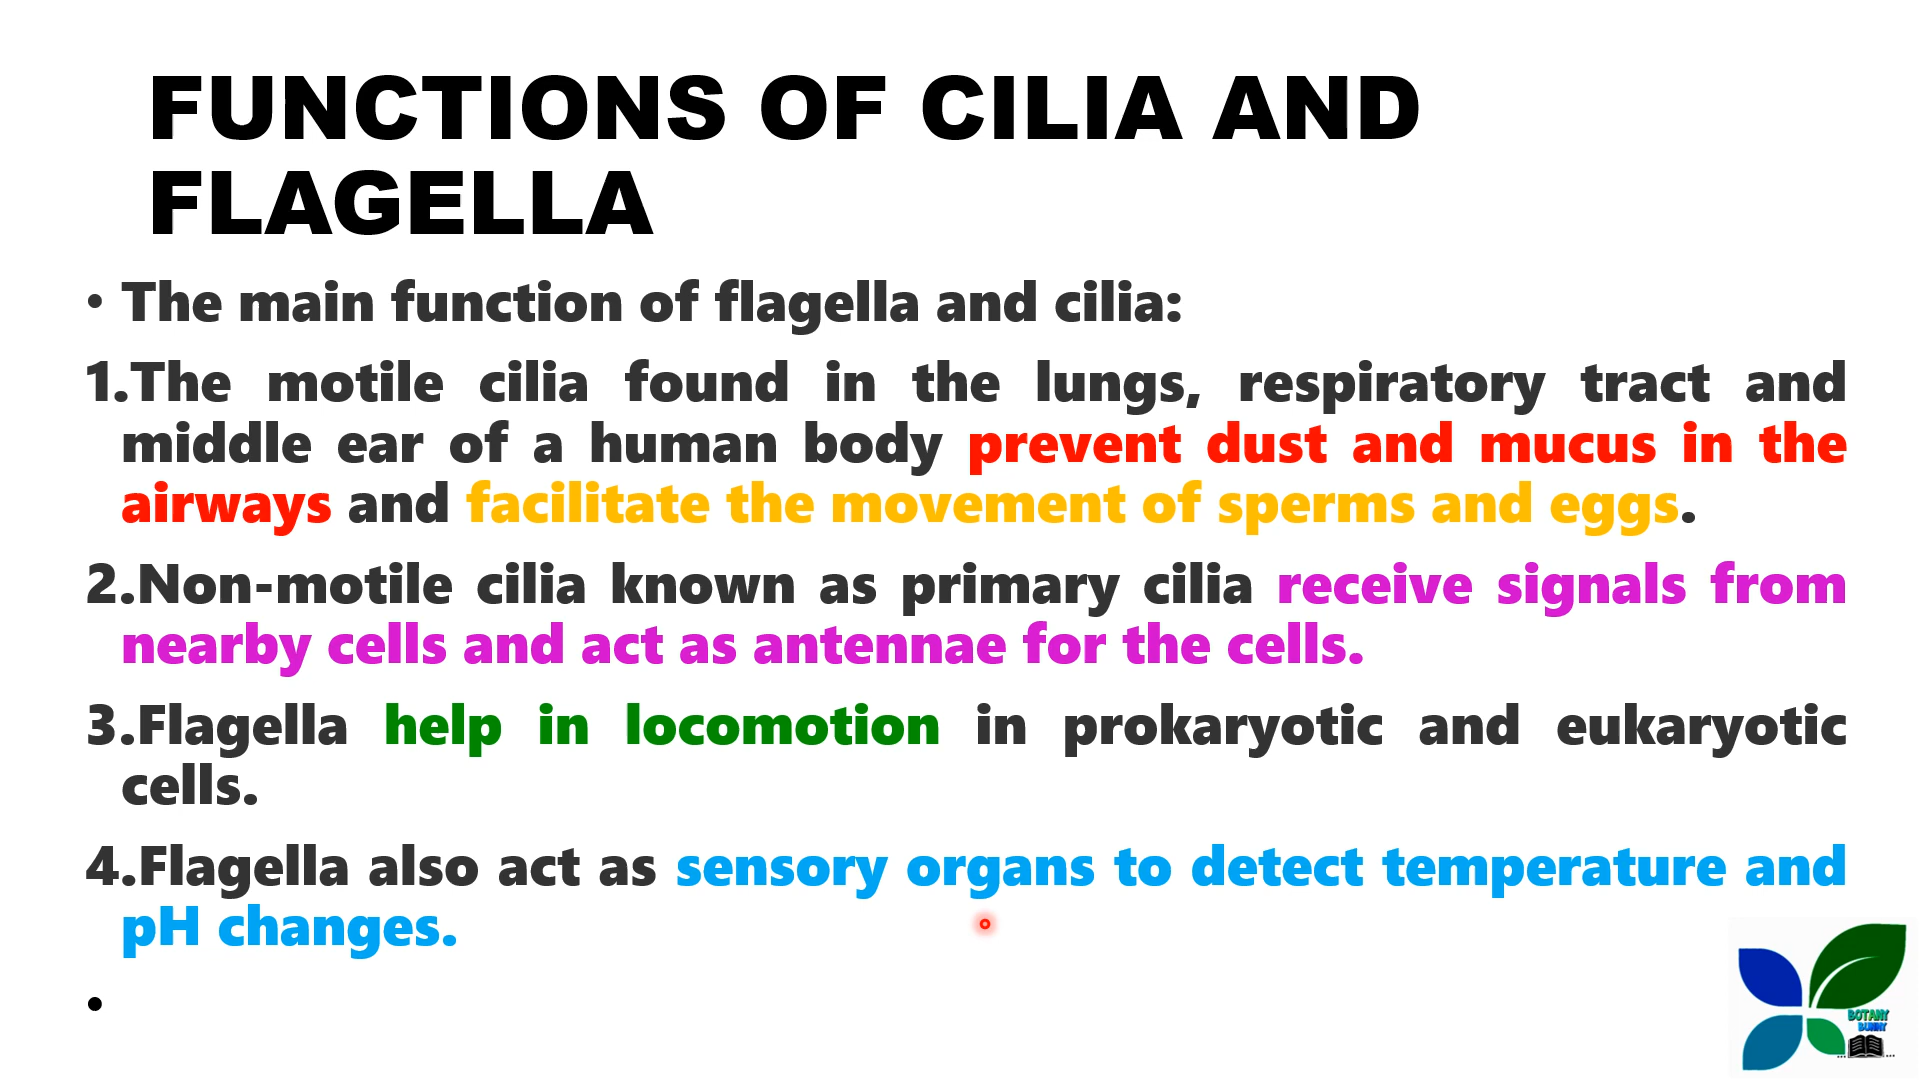 FUNCTIONS OF CILIA AND
FLAGELLA
• The main function of flagella and cilia:
1.The motile cilia found in the lungs, respiratory tract and
middle ear of a human body prevent dust and mucus in the
airways and facilitate the movement of sperms and eggs.
2.Non-motile cilia known as primary cilia receive signals from
nearby cells and act as antennae for the cells.
3.Flagella help in locomotion in prokaryotic and eukaryotic
cells.
4.Flagella also act as sensory organs to detect temperature and
pH changes.
•
BOTANY
BUNNY